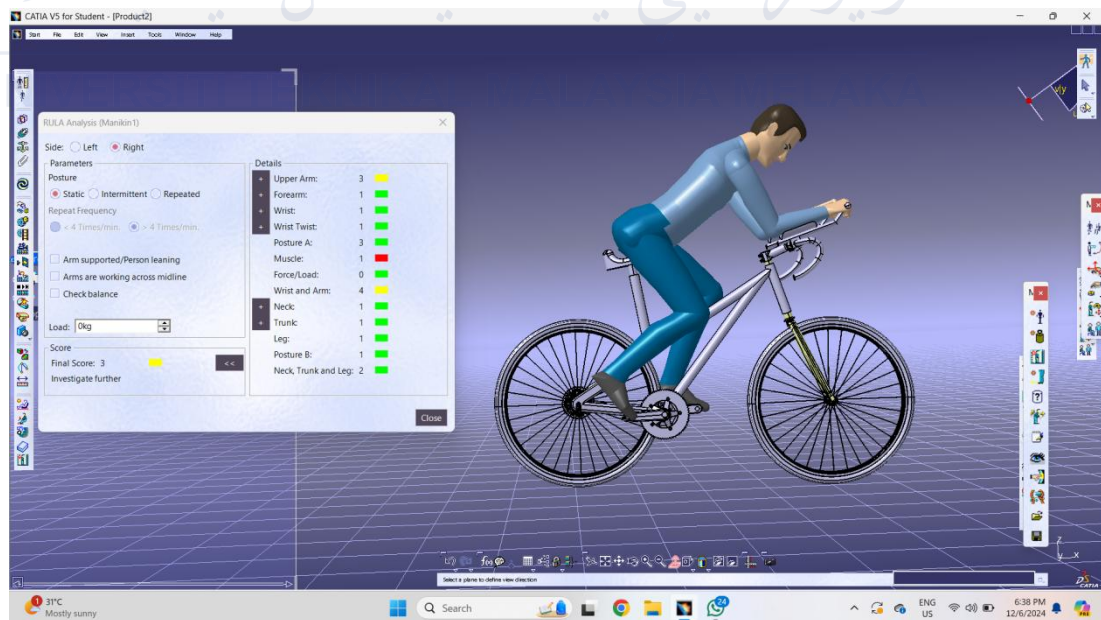 CATIA V5 for Student - [Product2]
Start File Edit View Insert Tools Window Help
RULA Analysis (Manikin1)
Side: Left Right
Parameters
Posture
Static Intermittent Repeated
Repeat Frequency
< 4 Times/min. > 4 Times/min.
Arm supported/Person leaning
Arms are working across midline
Check balance
Load: 0kg
Score
Final Score: 3 <<
Investigate further
Details
+ Upper Arm: 3
+ Forearm: 1
+ Wrist: 1
+ Wrist Twist: 1
Posture A: 3
Muscle: 1
Force/Load: 0
Wrist and Arm: 4
+ Neck: 1
+ Trunk: 1
Leg: 1
Posture B: 1
Neck, Trunk and Leg: 2
Close
Select a plane to define view direction
1
31°C
Mostly sunny
Search
24
ENG
US
6:38 PM
12/6/2024